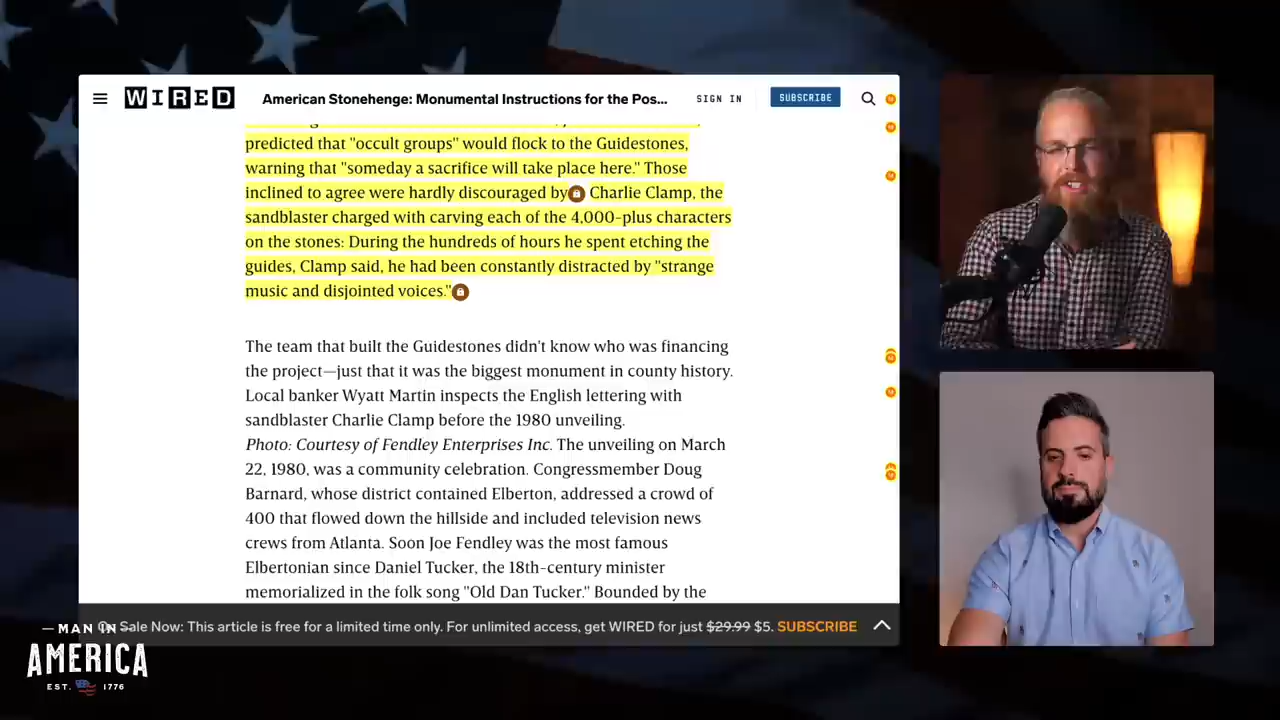 WIRED
American Stonehenge: Monumental Instructions for the Pos...
SIGN IN
SUBSCRIBE
predicted that "occult groups" would flock to the Guidestones,
warning that "someday a sacrifice will take place here." Those
inclined to agree were hardly discouraged by Charlie Clamp, the
sandblaster charged with carving each of the 4,000-plus characters
on the stones: During the hundreds of hours he spent etching the
guides, Clamp said, he had been constantly distracted by "strange
music and disjointed voices."
The team that built the Guidestones didn't know who was financing
the project—just that it was the biggest monument in county history.
Local banker Wyatt Martin inspects the English lettering with
sandblaster Charlie Clamp before the 1980 unveiling.
Photo: Courtesy of Fendley Enterprises Inc. The unveiling on March
22, 1980, was a community celebration. Congressmember Doug
Barnard, whose district contained Elberton, addressed a crowd of
400 that flowed down the hillside and included television news
crews from Atlanta. Soon Joe Fendley was the most famous
Elbertonian since Daniel Tucker, the 18th-century minister
memorialized in the folk song "Old Dan Tucker." Bounded by the
Sale Now: This article is free for a limited time only. For unlimited access, get WIRED for just $29.99 $5. SUBSCRIBE
MAN IN
AMERICA
EST. 1776